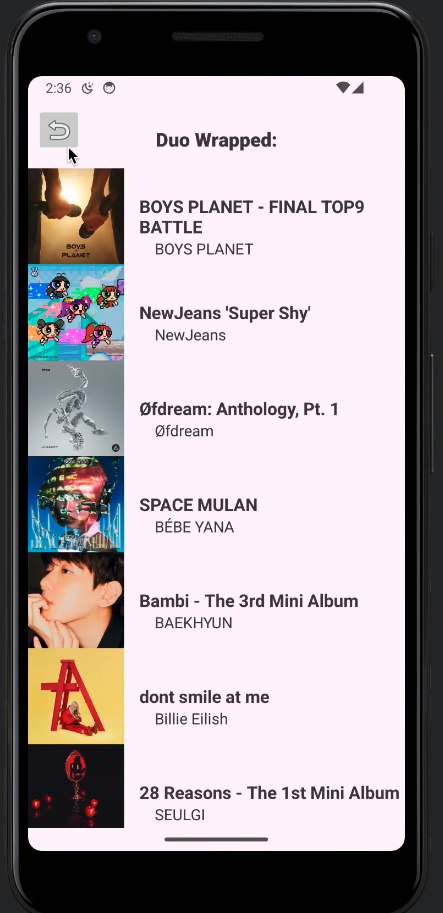 2:36
Duo Wrapped:
BOYS PLANET - FINAL TOP9
BATTLE
BOYS PLANET
BOYS
PLANET
NewJeans 'Super Shy'
NewJeans
Øfdream: Anthology, Pt. 1
Øfdream
SPACE MULAN
BÉBE YANA
Bambi - The 3rd Mini Album
BAEKHYUN
dont smile at me
Billie Eilish
28 Reasons - The 1st Mini Album
SEULGI